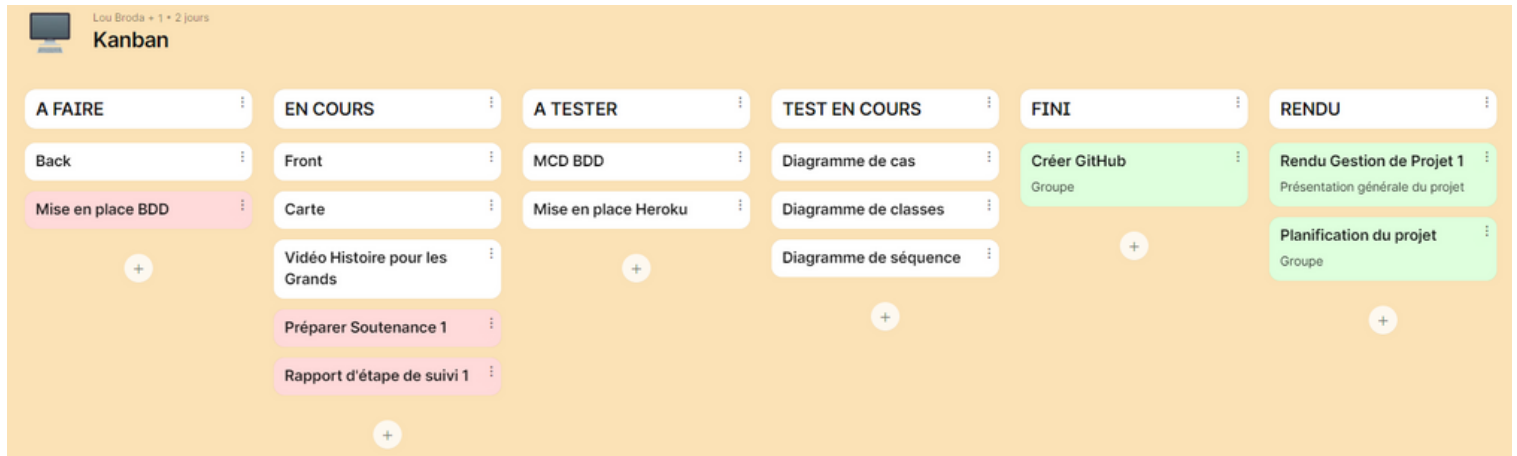 Lou Broda + 1 • 2 jours
Kanban
A FAIRE
Back
Mise en place BDD
EN COURS
Front
Carte
Vidéo Histoire pour les
Grands
Préparer Soutenance 1
Rapport d'étape de suivi 1
A TESTER
MCD BDD
Mise en place Heroku
TEST EN COURS
Diagramme de cas
Diagramme de classes
Diagramme de séquence
FINI
Créer GitHub
Groupe
RENDU
Rendu Gestion de Projet 1
Présentation générale du projet
Planification du projet
Groupe